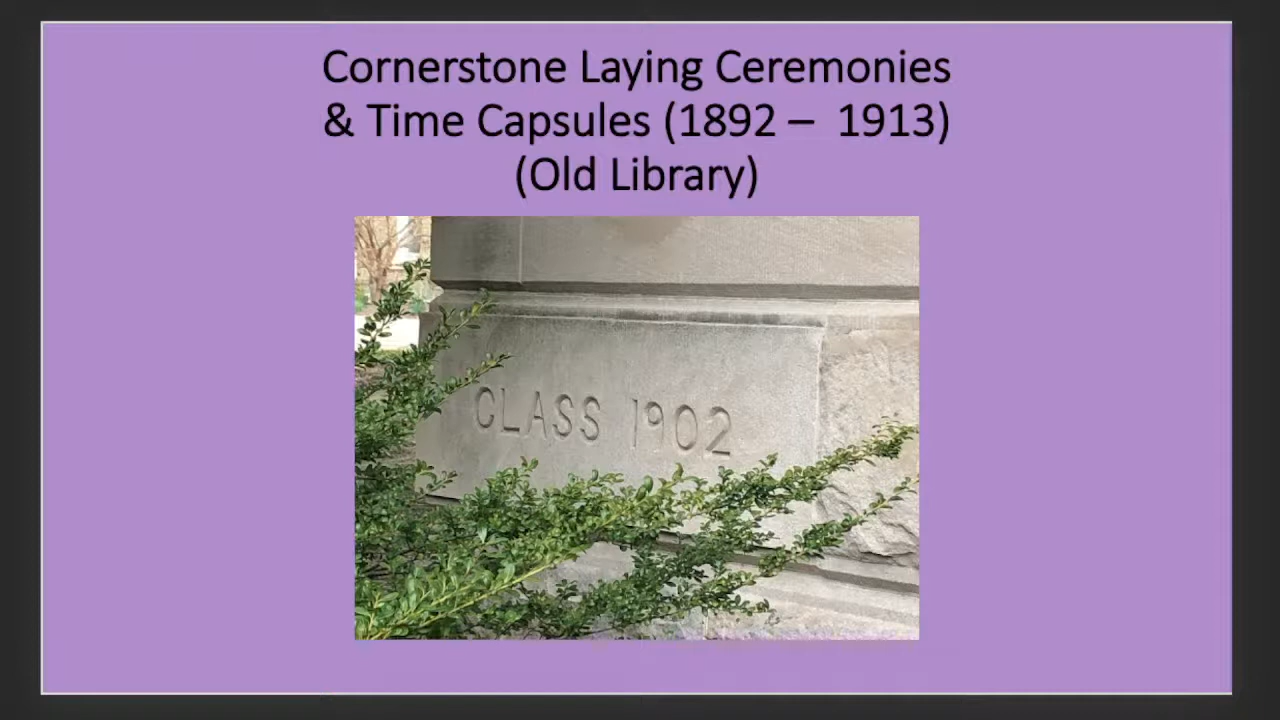 Cornerstone Laying Ceremonies
& Time Capsules (1892 – 1913)
(Old Library)
CLASS 1902